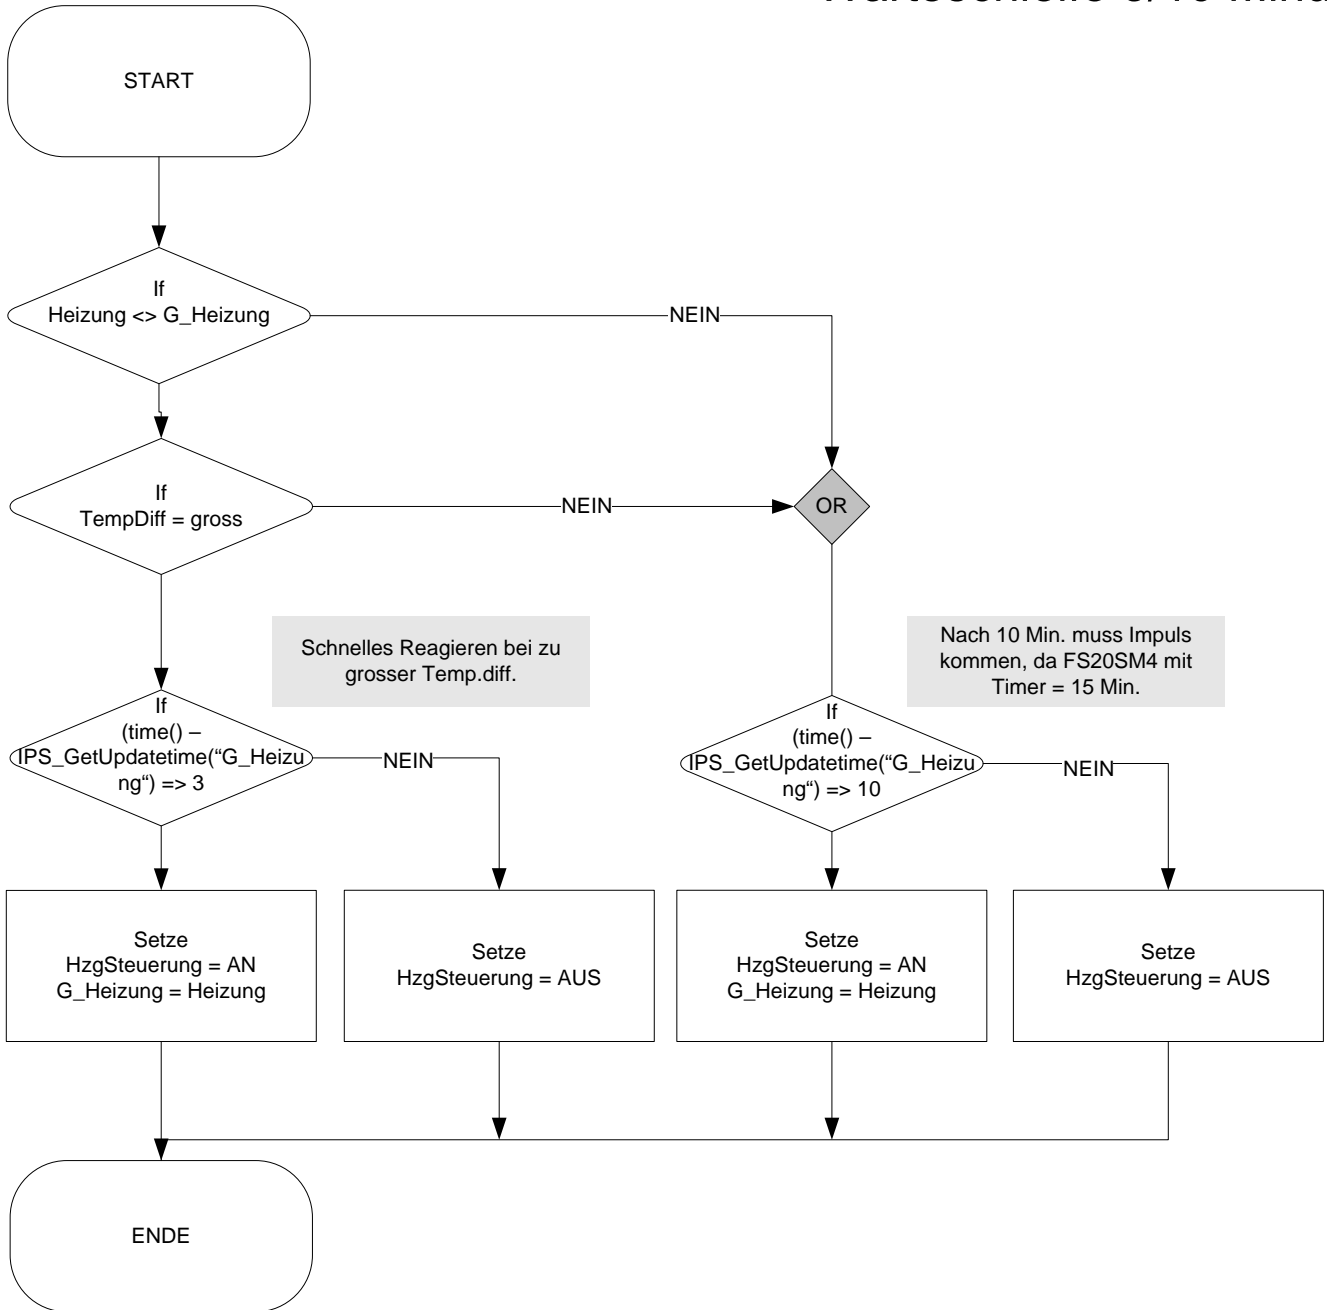 START
If
Heizung <> G_Heizung
NEIN
If
TempDiff = gross
NEIN
OR
Schnelles Reagieren bei zu
grosser Temp.diff.
Nach 10 Min. muss Impuls
kommen, da FS20SM4 mit
Timer = 15 Min.
If
(time() –
IPS_GetUpdatetime(“G_Heizu
ng“) => 3
NEIN
If
(time() –
IPS_GetUpdatetime(“G_Heizu
ng“) => 10
NEIN
Setze
HzgSteuerung = AN
G_Heizung = Heizung
Setze
HzgSteuerung = AUS
Setze
HzgSteuerung = AN
G_Heizung = Heizung
Setze
HzgSteuerung = AUS
ENDE